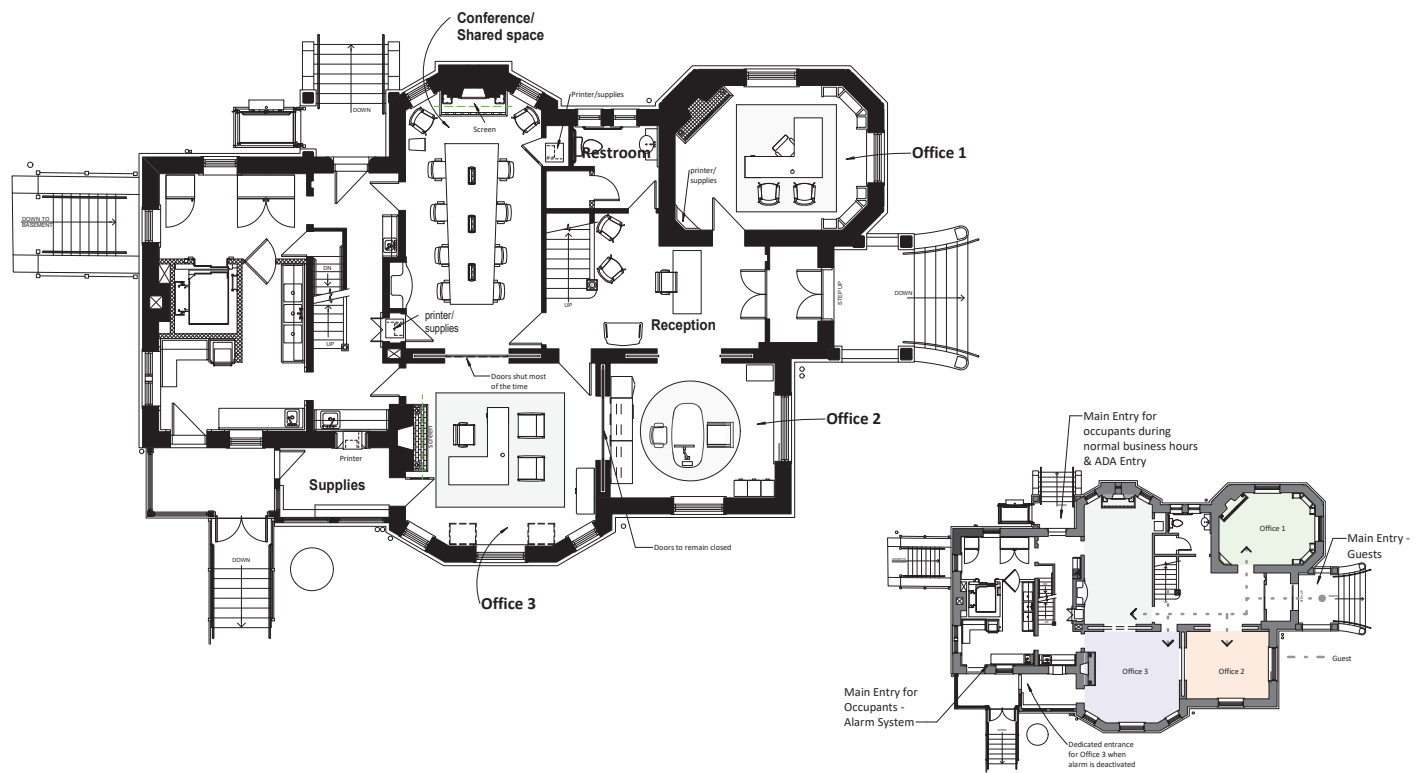 Conference/
Shared space
DOWN
Printer/supplies
Screen
Restroom
Office 1
printer/
supplies
DOWN TO
BASEMENT
DN
UP
UP
STEP UP
DOWN
printer/
supplies
Reception
Doors shut most
of the time
Office 2
Screen
Printer
Supplies
Doors to remain closed
DOWN
Office 3
Main Entry for
occupants during
normal business hours
& ADA Entry
Office 1
Main Entry -
Guests
Office 3
Office 2
Guest
Main Entry for
Occupants -
Alarm System
Dedicated entrance
for Office 3 when
alarm is deactivated